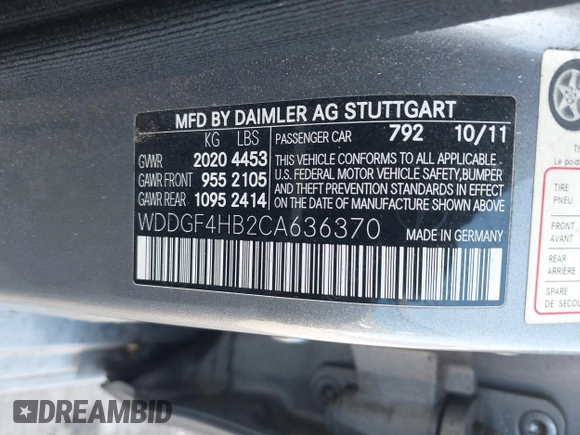 MFD BY DAIMLER AG STUTTGART
KG LBS PASSENGER CAR 792 10/11
GVWR 2020 4453
GAWR FRONT 955 2105
GAWR REAR 1095 2414
THIS VEHICLE CONFORMS TO ALL APPLICABLE
U.S. FEDERAL MOTOR VEHICLE SAFETY, BUMPER
AND THEFT PREVENTION STANDARDS IN EFFECT
ON THE DATE OF MANUFACTURE SHOWN ABOVE.
WDDGF4HB2CA636370
MADE IN GERMANY
Th
Le poid
TIRE
PNEU
FRONT
AVANT
REAR
ARRIÈRE
SPARE
DE SECOU
DREAMBID